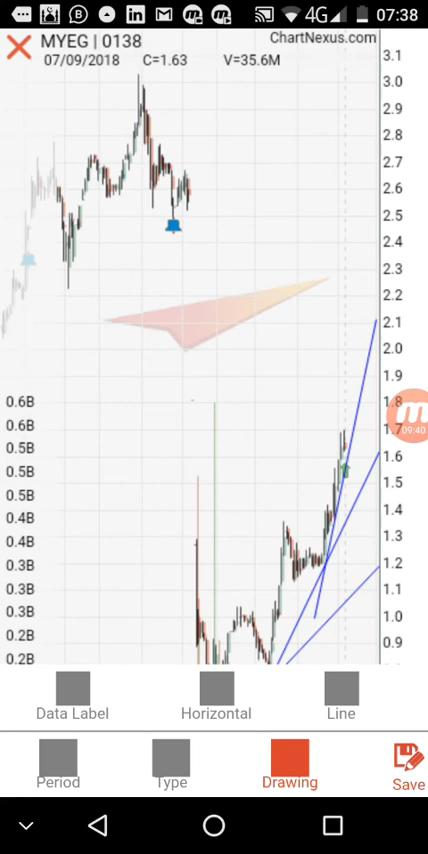 4G 07:38
ChartNexus.com
MYEG | 0138
07/09/2018 C=1.63 V=35.6M
3.1
3.0
2.9
2.8
2.7
2.6
2.5
2.4
2.3
2.2
2.1
2.0
1.9
0.6B 1.8
0.6B 1.7
09:40
0.5B 1.6
0.5B 1.5
0.5B
0.4B 1.4
0.4B 1.3
0.3B 1.2
0.3B 1.1
0.3B 1.0
0.2B 0.9
0.2B
Data Label Horizontal Line
Period Type Drawing Save